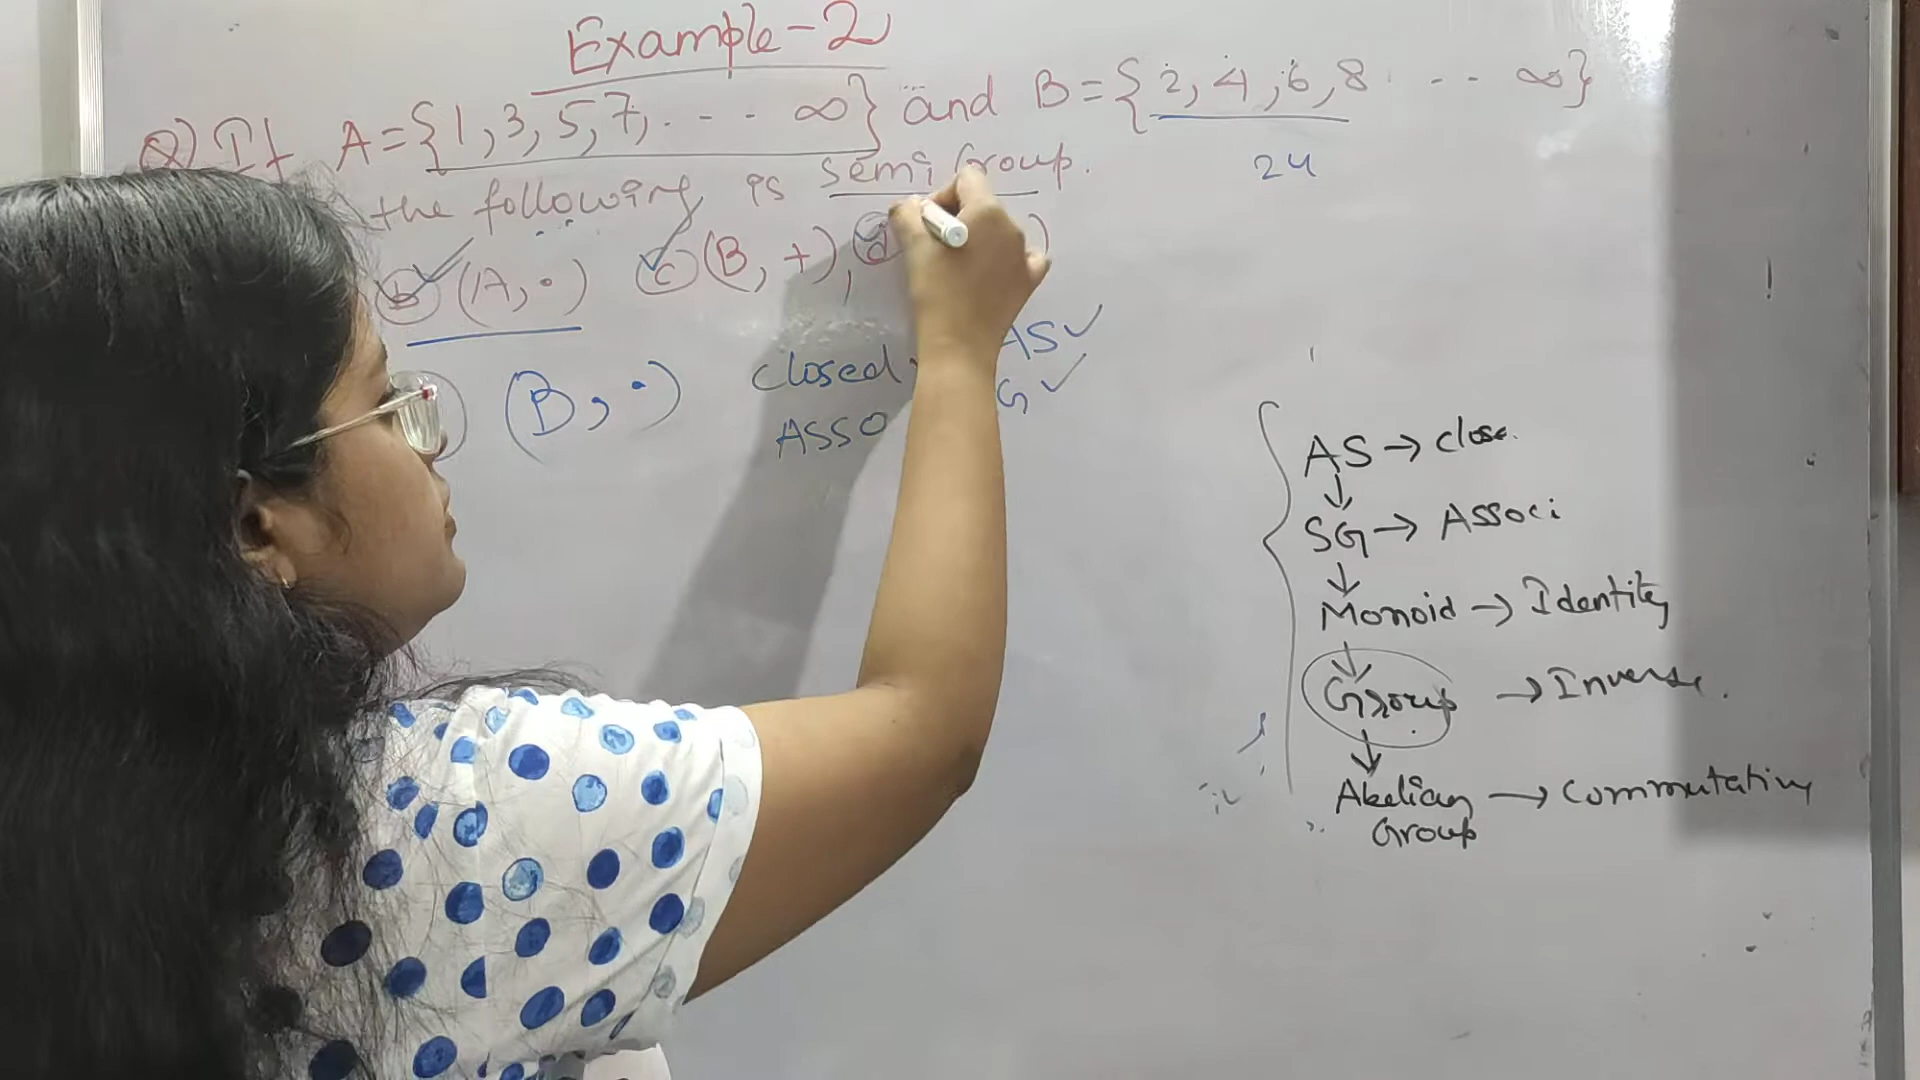 Example-2
Q) If A={1,3,5,7,... ∞} and B={2,4,6,8 ... ∞}
the following is semi Group.
24
b (A,·) c (B,+), d )
(B,·) closed AS✓
Asso G✓
AS → close.
↓
SG → Associ
↓
Monoid → Identity
↓
Group → Inverse.
↓
Abelian Group → Commutative